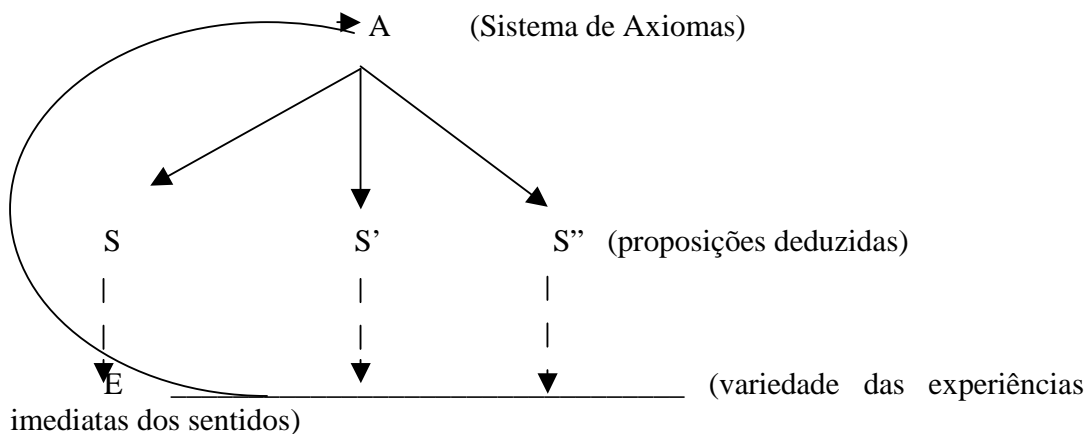 A (Sistema de Axiomas)
S S’ S” (proposições deduzidas)
E (variedade das experiências
imediatas dos sentidos)